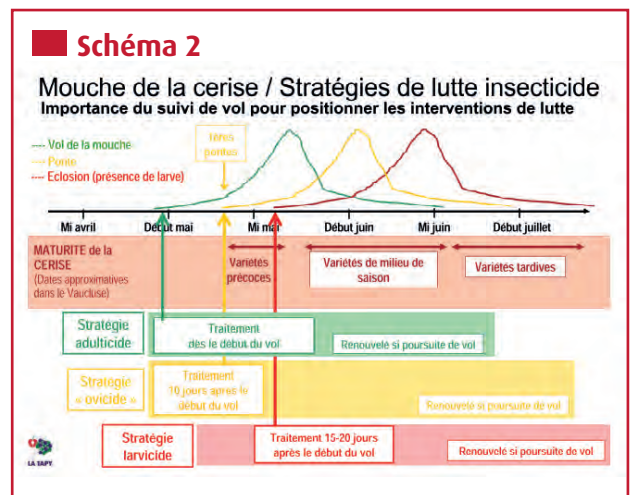 Schéma 2
Mouche de la cerise / Stratégies de lutte insecticide
Importance du suivi de vol pour positionner les interventions de lutte
---- Vol de la mouche
---- Ponte
---- Eclosion (présence de larve)
1ères
pontes
Mi avril
Début mai
Mi mai
Début juin
Mi juin
Début juillet
MATURITE de la
CERISE
(Dates approximatives
dans le Vaucluse)
Variétés
précoces
Variétés de milieu de
saison
Variétés tardives
Stratégie
adulticide
Traitement
dès le début du vol
Renouvelé si poursuite de vol
Stratégie
« ovicide »
Traitement
10 jours après le
début du vol
Renouvelé si poursuite de vol
Stratégie
larvicide
Traitement 15-20 jours
après le début du vol
Renouvelé si poursuite de vol
LA TAPY